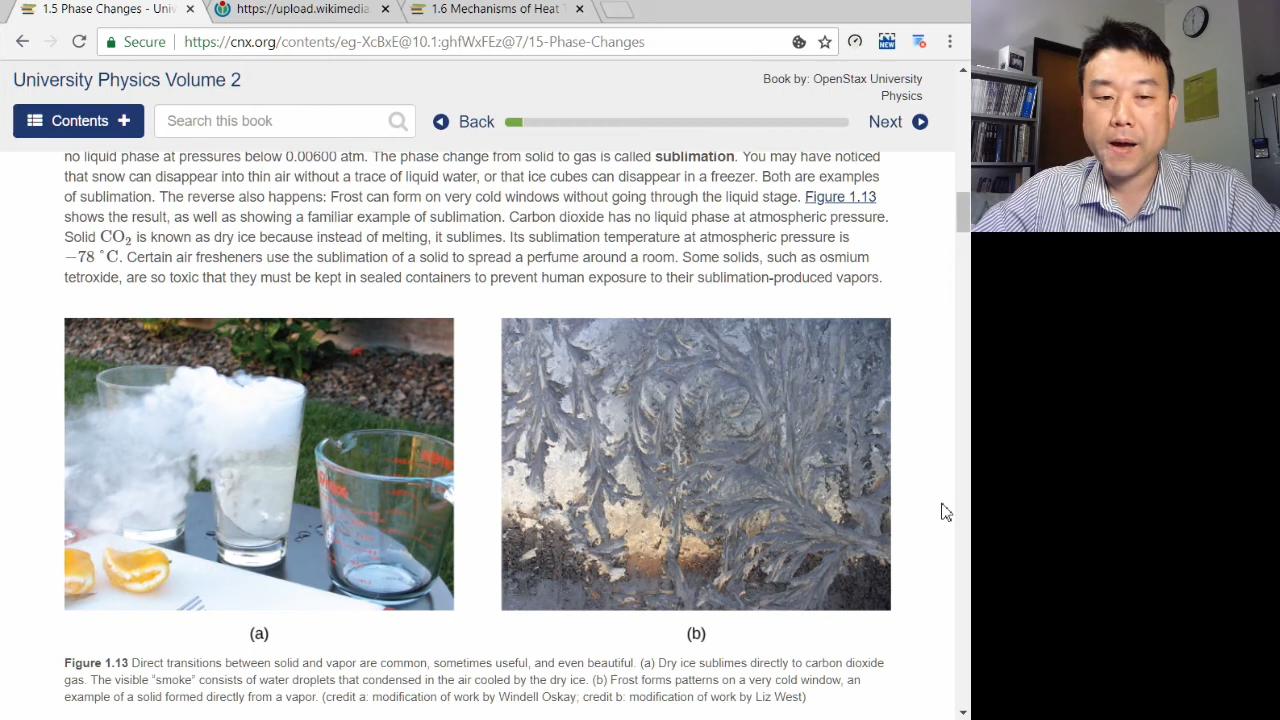 1.5 Phase Changes - Univ
https://upload.wikimedia.
1.6 Mechanisms of Heat T
Secure
https://cnx.org/contents/eg-XcBxE@10.1:ghfWxFEz@7/15-Phase-Changes
NEW
University Physics Volume 2
Book by: OpenStax University
Physics
Contents +
Search this book
Back
Next
no liquid phase at pressures below 0.00600 atm. The phase change from solid to gas is called sublimation. You may have noticed
that snow can disappear into thin air without a trace of liquid water, or that ice cubes can disappear in a freezer. Both are examples
of sublimation. The reverse also happens: Frost can form on very cold windows without going through the liquid stage. Figure 1.13
shows the result, as well as showing a familiar example of sublimation. Carbon dioxide has no liquid phase at atmospheric pressure.
Solid CO₂ is known as dry ice because instead of melting, it sublimes. Its sublimation temperature at atmospheric pressure is
−78 °C. Certain air fresheners use the sublimation of a solid to spread a perfume around a room. Some solids, such as osmium
tetroxide, are so toxic that they must be kept in sealed containers to prevent human exposure to their sublimation-produced vapors.
(a)
(b)
Figure 1.13 Direct transitions between solid and vapor are common, sometimes useful, and even beautiful. (a) Dry ice sublimes directly to carbon dioxide
gas. The visible “smoke” consists of water droplets that condensed in the air cooled by the dry ice. (b) Frost forms patterns on a very cold window, an
example of a solid formed directly from a vapor. (credit a: modification of work by Windell Oskay; credit b: modification of work by Liz West)